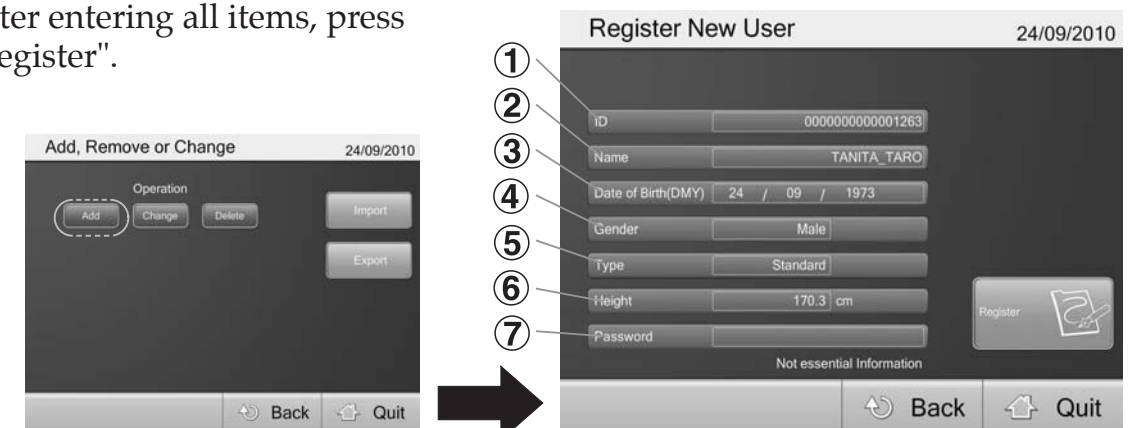 ter entering all items, press
egister".
Add, Remove or Change 24/09/2010
Operation
Add Change Delete Import
Export
Back Quit
Register New User 24/09/2010
1 ID 0000000000001263
2 Name TANITA_TARO
3 Date of Birth(DMY) 24 / 09 / 1973
4 Gender Male
5 Type Standard
6 Height 170.3 cm
7 Password
Not essential Information
Register
Back Quit